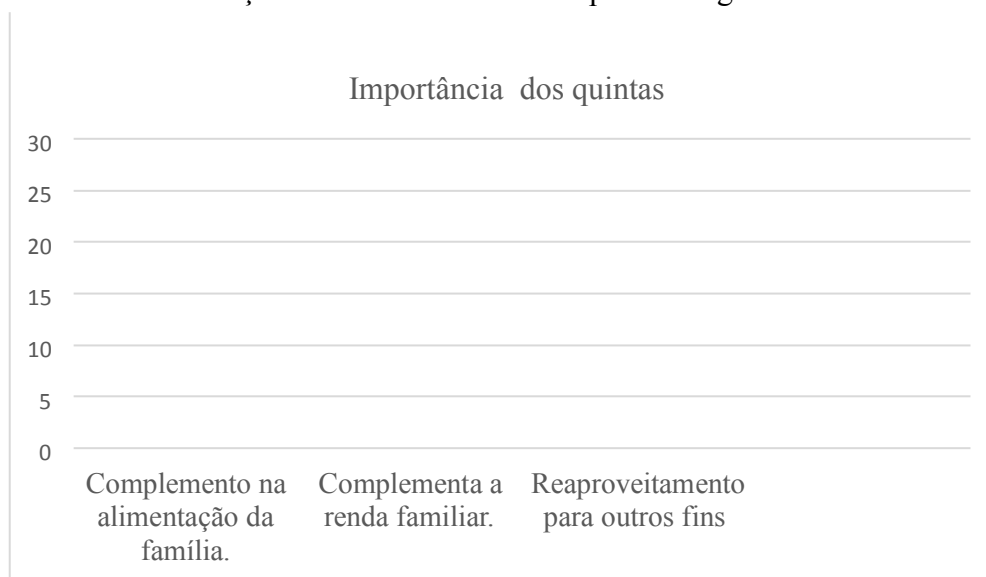 Importância dos quintas
30
25
20
15
10
5
0
Complemento na
alimentação da
família.
Complementa a
renda familiar.
Reaproveitamento
para outros fins